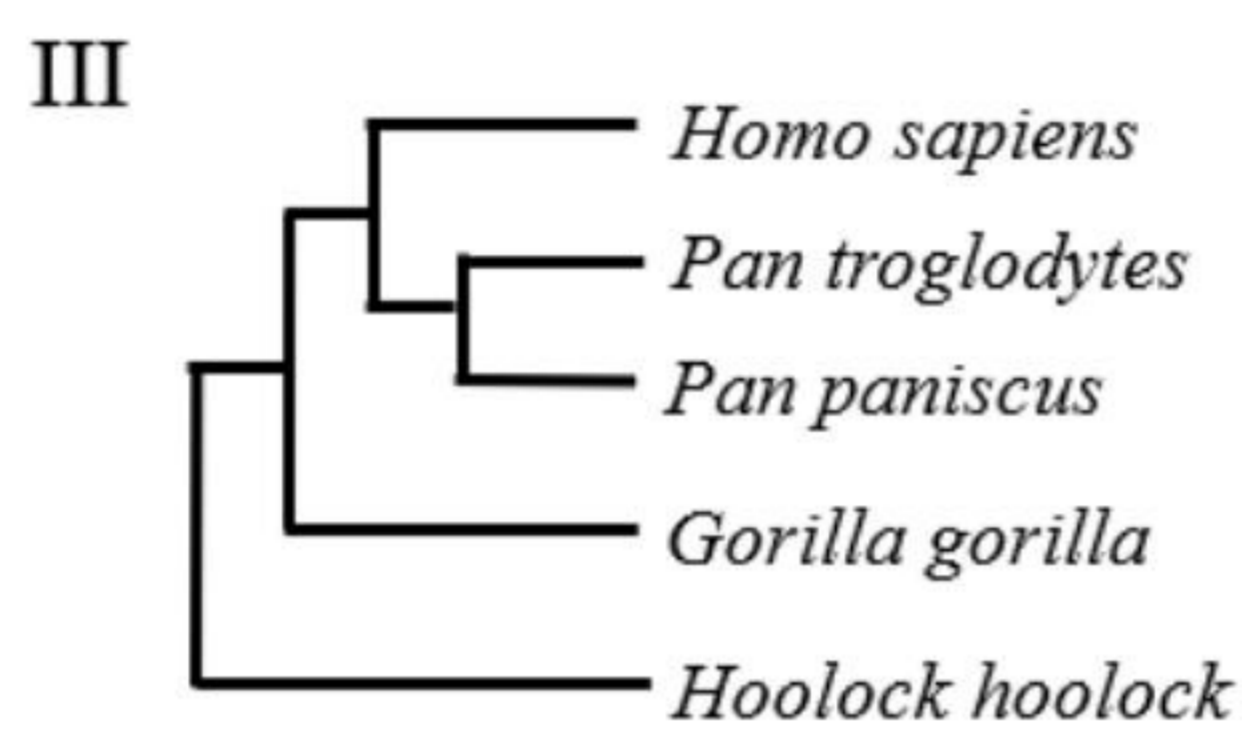 III
Homo sapiens
Pan troglodytes
Pan paniscus
Gorilla gorilla
Hoolock hoolock